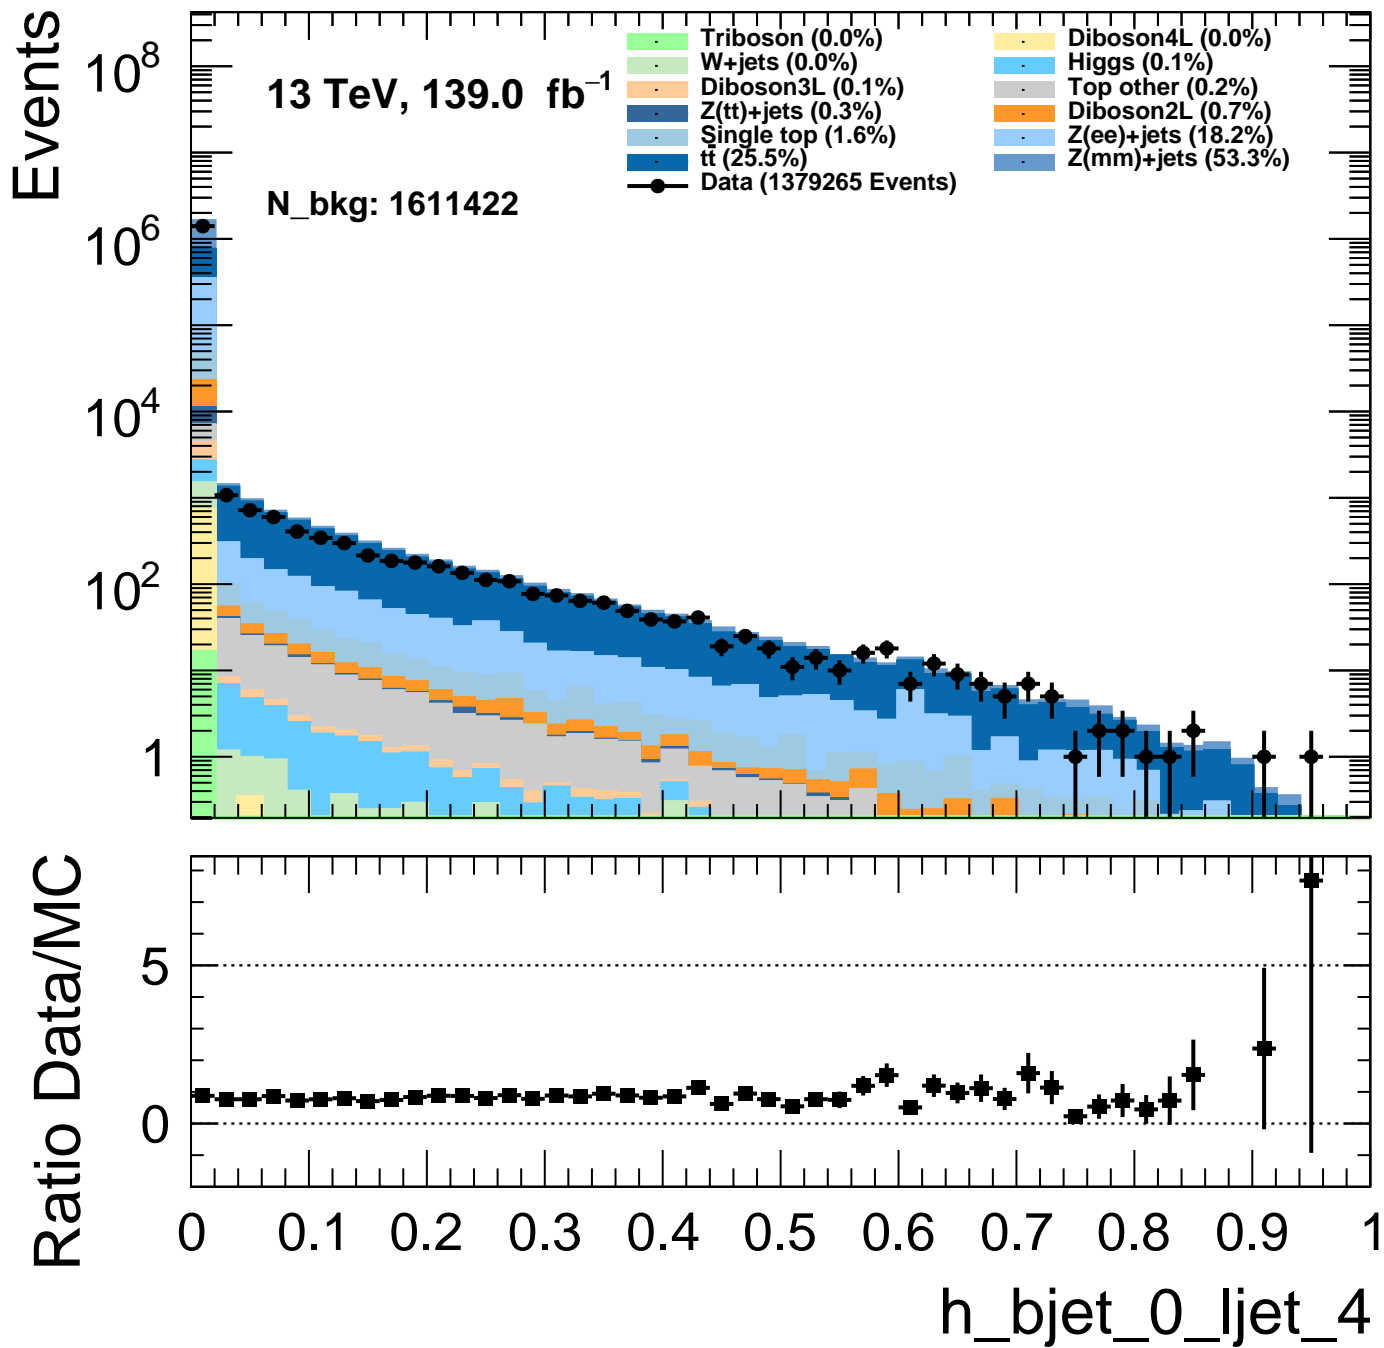 Events
10^8
10^6
10^4
10^2
1
13 TeV, 139.0 fb^−1
N_bkg: 1611422
Triboson (0.0%)
W+jets (0.0%)
Diboson3L (0.1%)
Z(tt)+jets (0.3%)
Single top (1.6%)
tt̄ (25.5%)
Data (1379265 Events)
Diboson4L (0.0%)
Higgs (0.1%)
Top other (0.2%)
Diboson2L (0.7%)
Z(ee)+jets (18.2%)
Z(mm)+jets (53.3%)
Ratio Data/MC
5
0
0 0.1 0.2 0.3 0.4 0.5 0.6 0.7 0.8 0.9 1
h_bjet_0_ljet_4